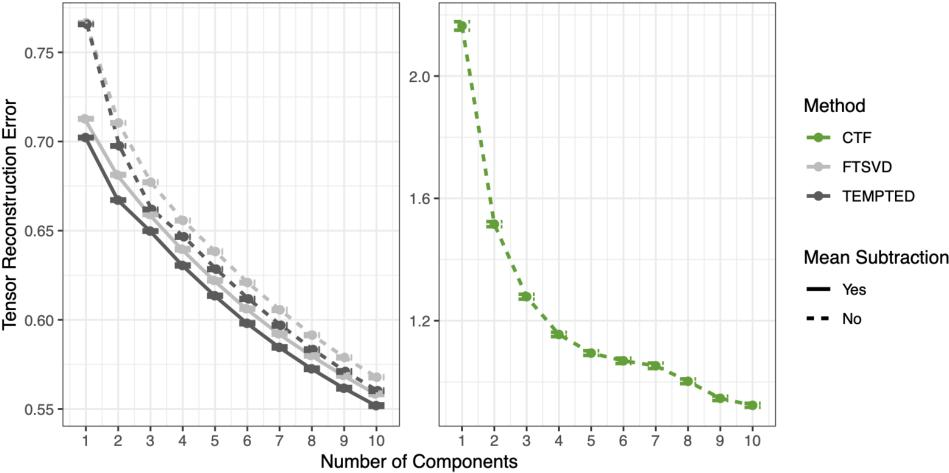 Tensor Reconstruction Error
0.75
0.70
0.65
0.60
0.55
1 2 3 4 5 6 7 8 9 10
2.0
1.6
1.2
1 2 3 4 5 6 7 8 9 10
Number of Components
Method
CTF
FTSVD
TEMPTED
Mean Subtraction
Yes
No